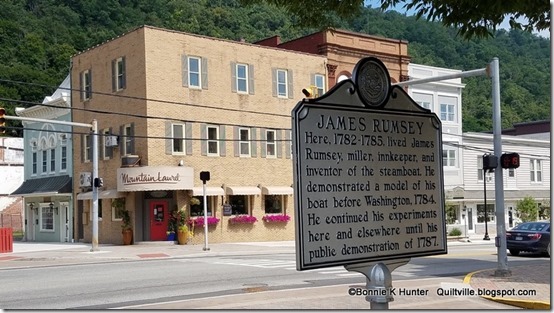 Mountain Laurel
JAMES RUMSEY
Here, 1782-1785, lived James
Rumsey, miller, innkeeper, and
inventor of the steamboat. He
demonstrated a model of his
boat before Washington, 1784.
He continued his experiments
here and elsewhere until his
public demonstration of 1787.
©Bonnie K Hunter Quiltville.blogspot.com